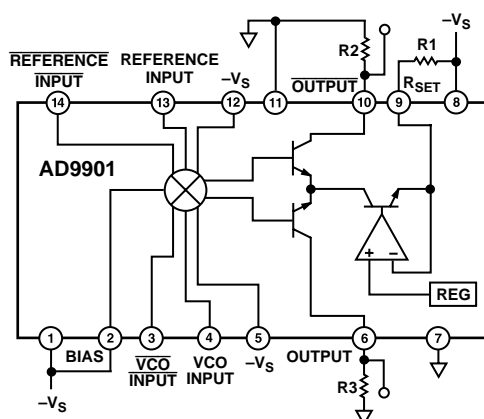 R2
R1
–VS
REFERENCE
INPUT
REFERENCE
INPUT
–VS
OUTPUT
RSET
14
13
12
11
10
9
8
AD9901
+
–
REG
1
2
3
4
5
6
7
BIAS
VCO
INPUT
VCO
INPUT
–VS
OUTPUT
–VS
R3